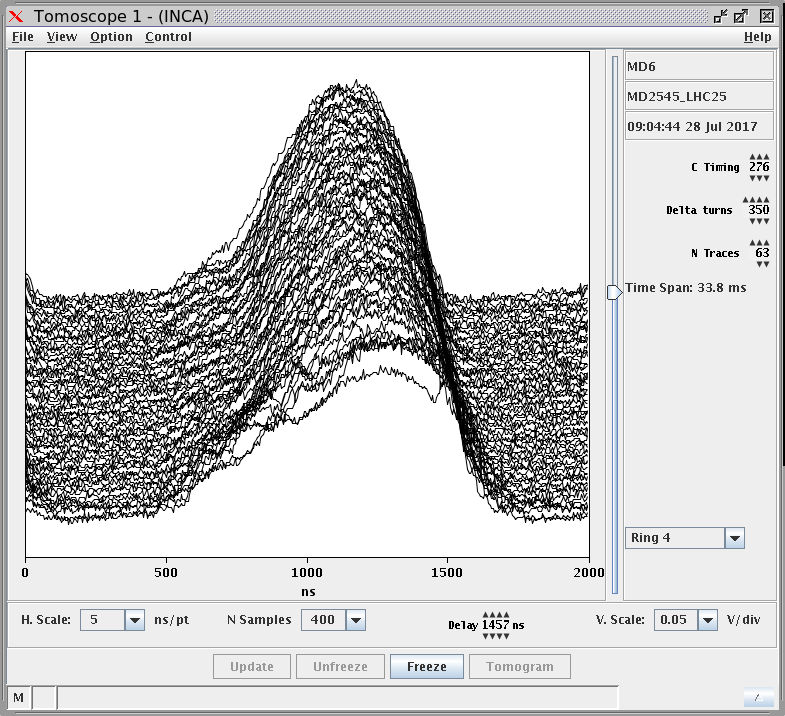 Tomoscope 1 - (INCA)
File View Option Control Help
MD6
MD2545_LHC25
09:04:44 28 Jul 2017
C Timing 276
Delta turns 350
N Traces 63
Time Span: 33.8 ms
Ring 4
0 500 1000 1500 2000
ns
H. Scale: 5 ns/pt N Samples 400 Delay 1457 ns V. Scale: 0.05 V/div
Update Unfreeze Freeze Tomogram
M